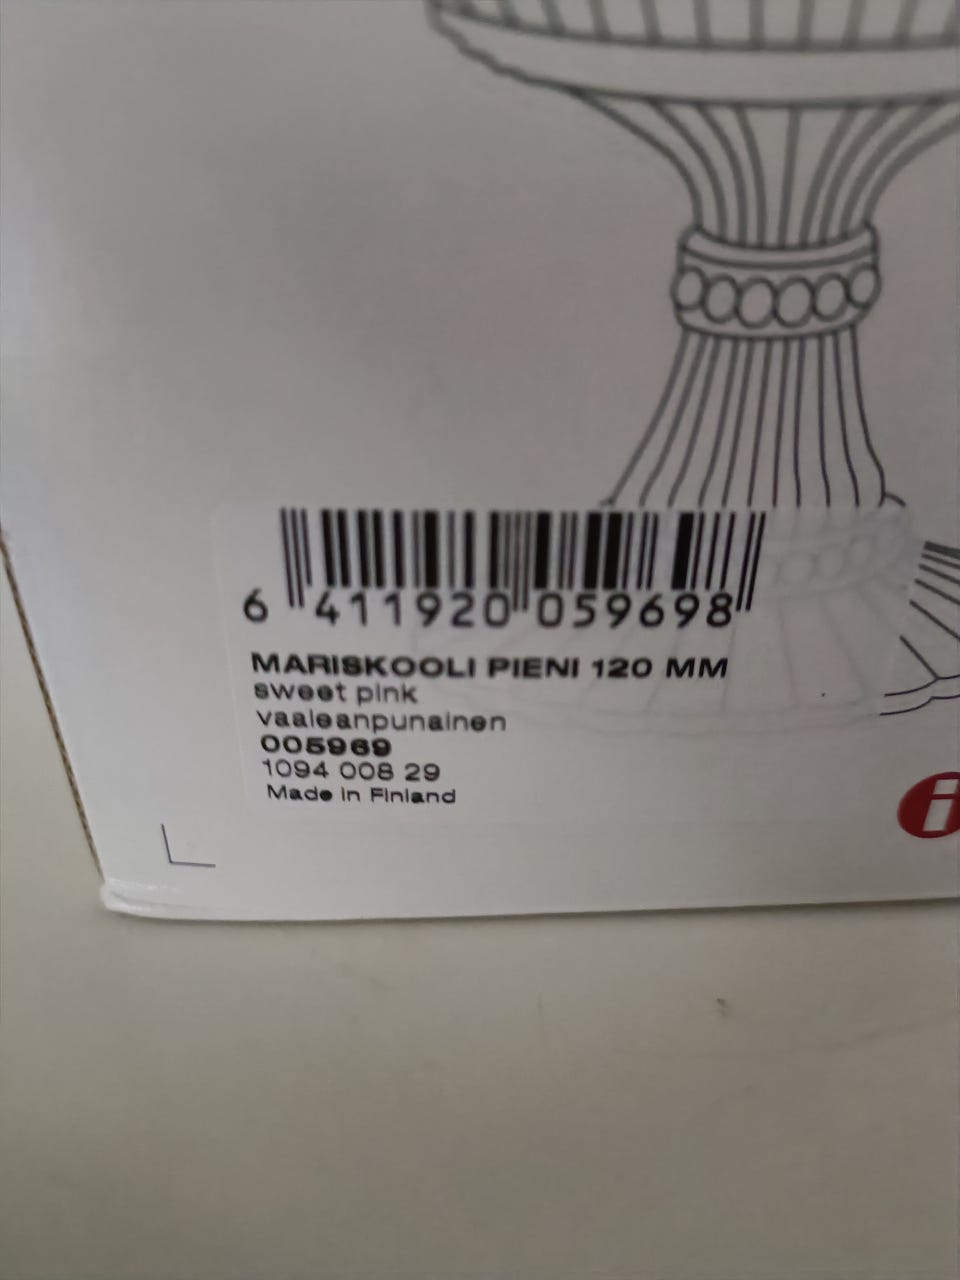 6 411920 059698
MARISKOOLI PIENI 120 MM
sweet pink
vaaleanpunainen
005969
1094 008 29
Made in Finland
i